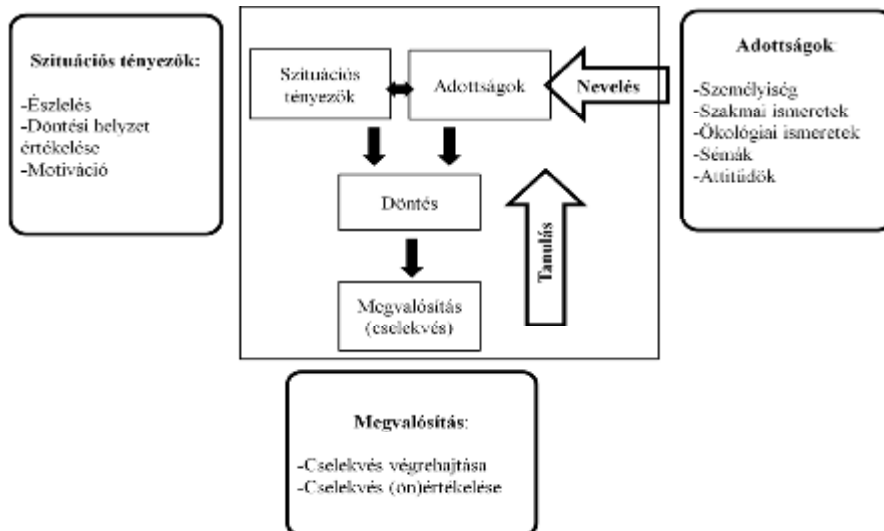 Szituációs tényezők:
-Észlelés
-Döntési helyzet
értékelése
-Motiváció
Szituációs
tényezők
Adottságok
Nevelés
Döntés
Megvalósítás
(cselekvés)
Tanulás
Adottságok:
-Személyiség
-Szakmai ismeretek
-Ökológiai ismeretek
-Sémák
-Attitűdök
Megvalósítás:
-Cselekvés végrehajtása
-Cselekvés (ön)értékelése